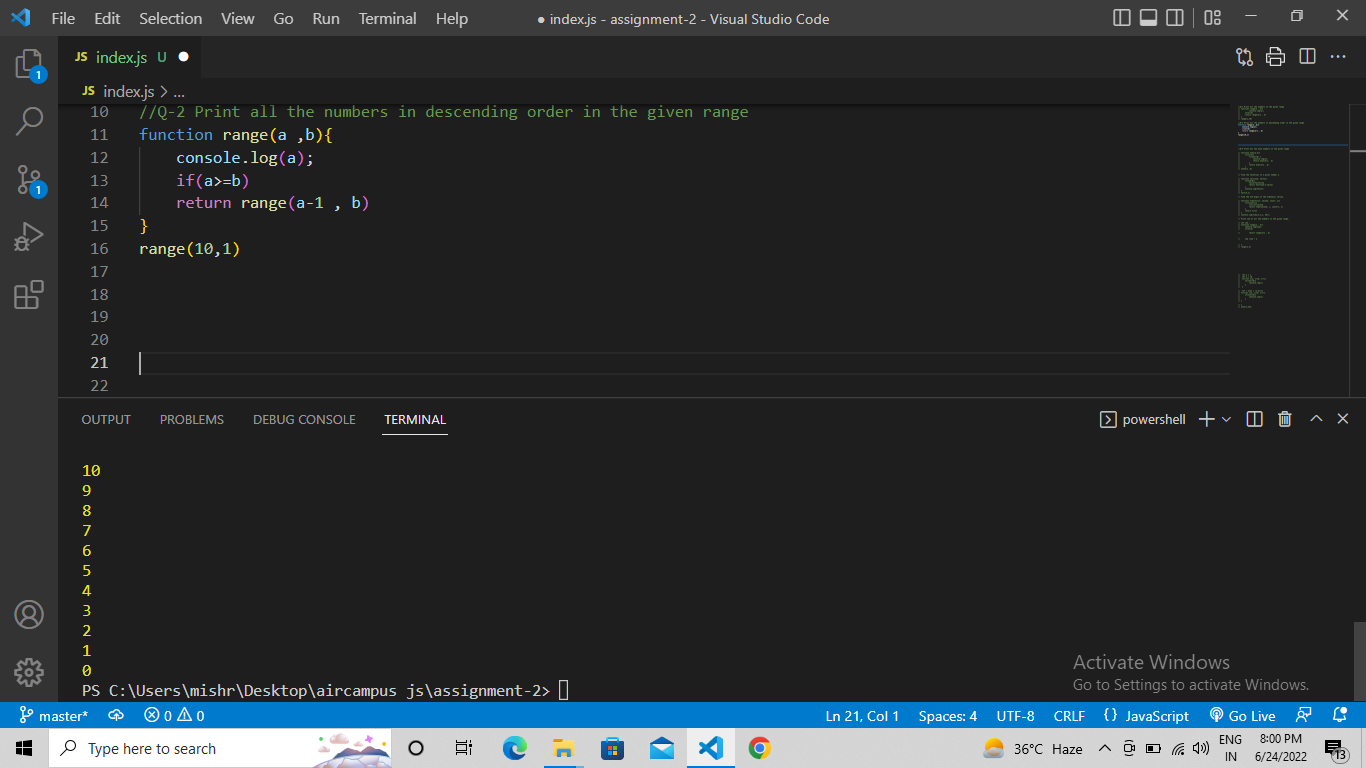 File Edit Selection View Go Run Terminal Help ● index.js - assignment-2 - Visual Studio Code
JS index.js U ●
JS index.js > ...
1
1
10 //Q-2 Print all the numbers in descending order in the given range
11 function range(a ,b){
12 console.log(a);
13 if(a>=b)
14 return range(a-1 , b)
15 }
16 range(10,1)
17
18
19
20
21
22
OUTPUT PROBLEMS DEBUG CONSOLE TERMINAL powershell
10
9
8
7
6
5
4
3
2
1
0
PS C:\Users\mishr\Desktop\aircampus js\assignment-2>
Activate Windows
Go to Settings to activate Windows.
master* 0 0 Ln 21, Col 1 Spaces: 4 UTF-8 CRLF {} JavaScript Go Live
Type here to search 36°C Haze ENG IN 8:00 PM 6/24/2022 13